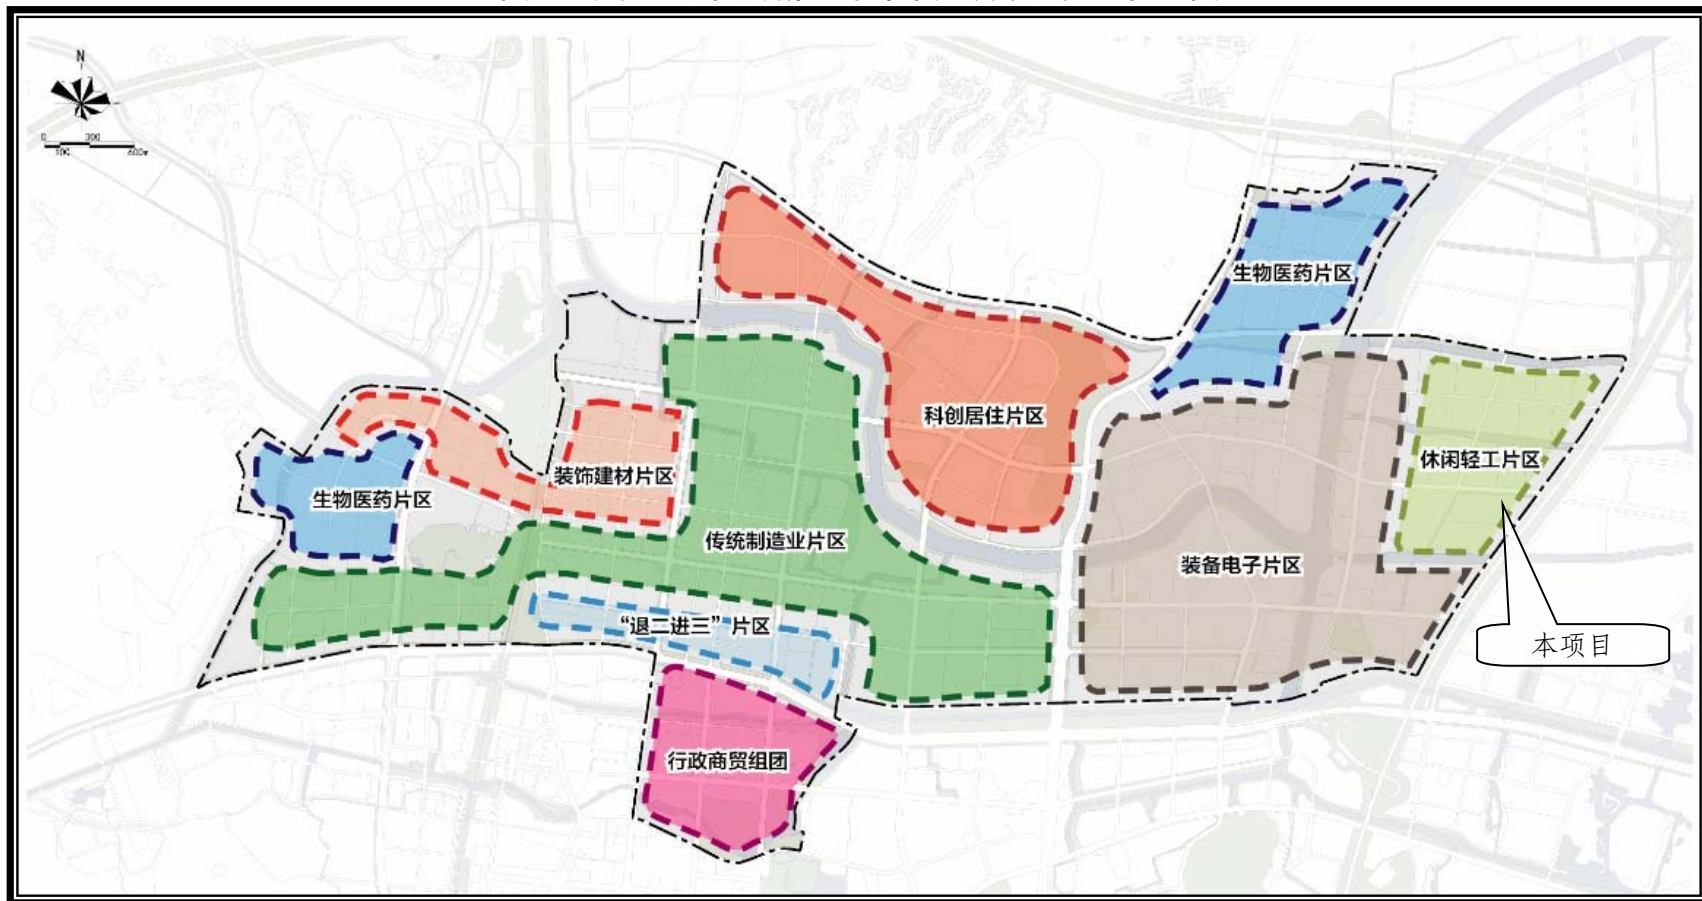 N
0 300
100 600m
生物医药片区
科创居住片区
休闲轻工片区
装饰建材片区
生物医药片区
传统制造业片区
装备电子片区
“退二进三”片区
本项目
行政商贸组团